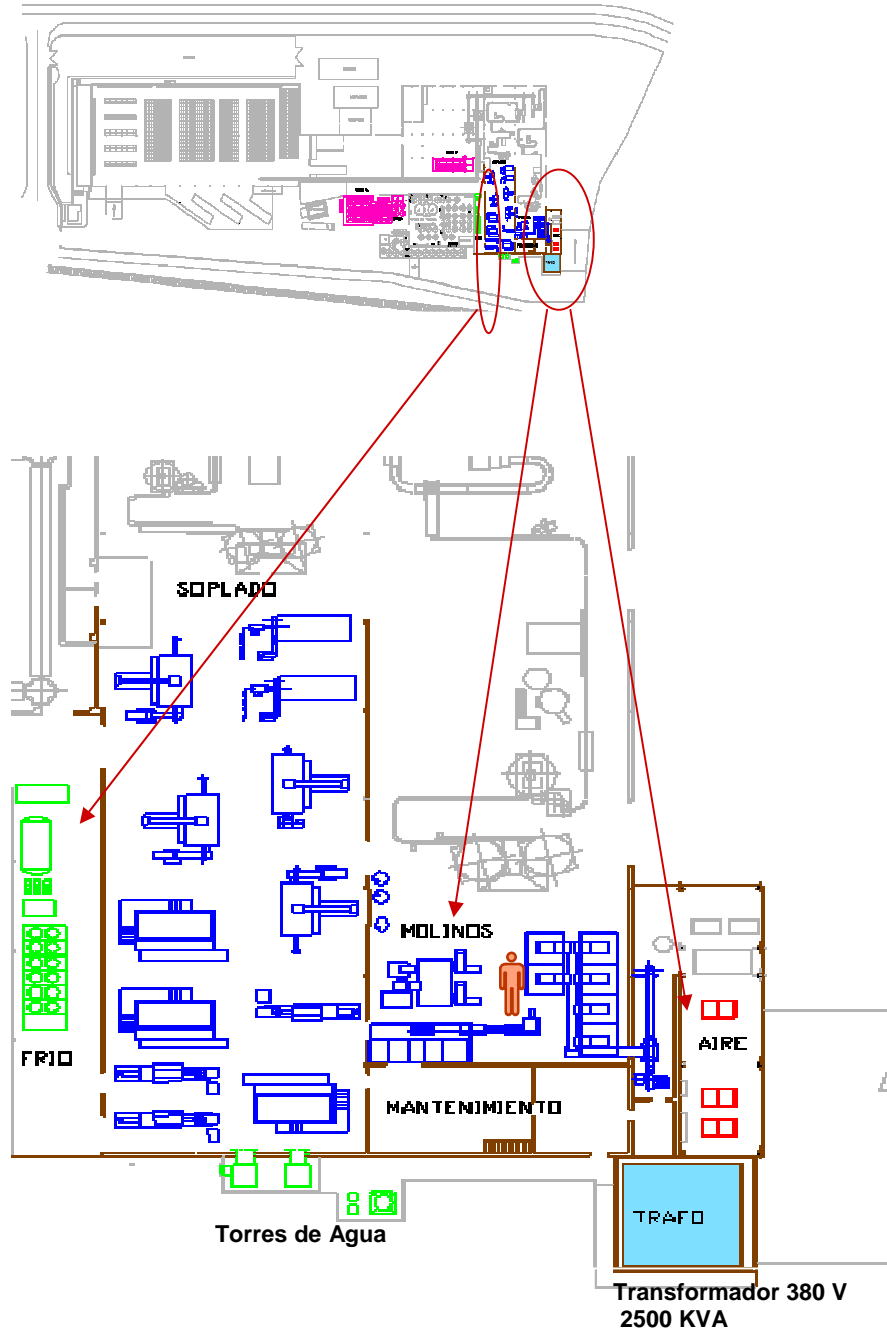 SOPLADO
MOLINOS
FRIO
AIRE
MANTENIMIENTO
TRAFO
Torres de Agua
Transformador 380 V
2500 KVA